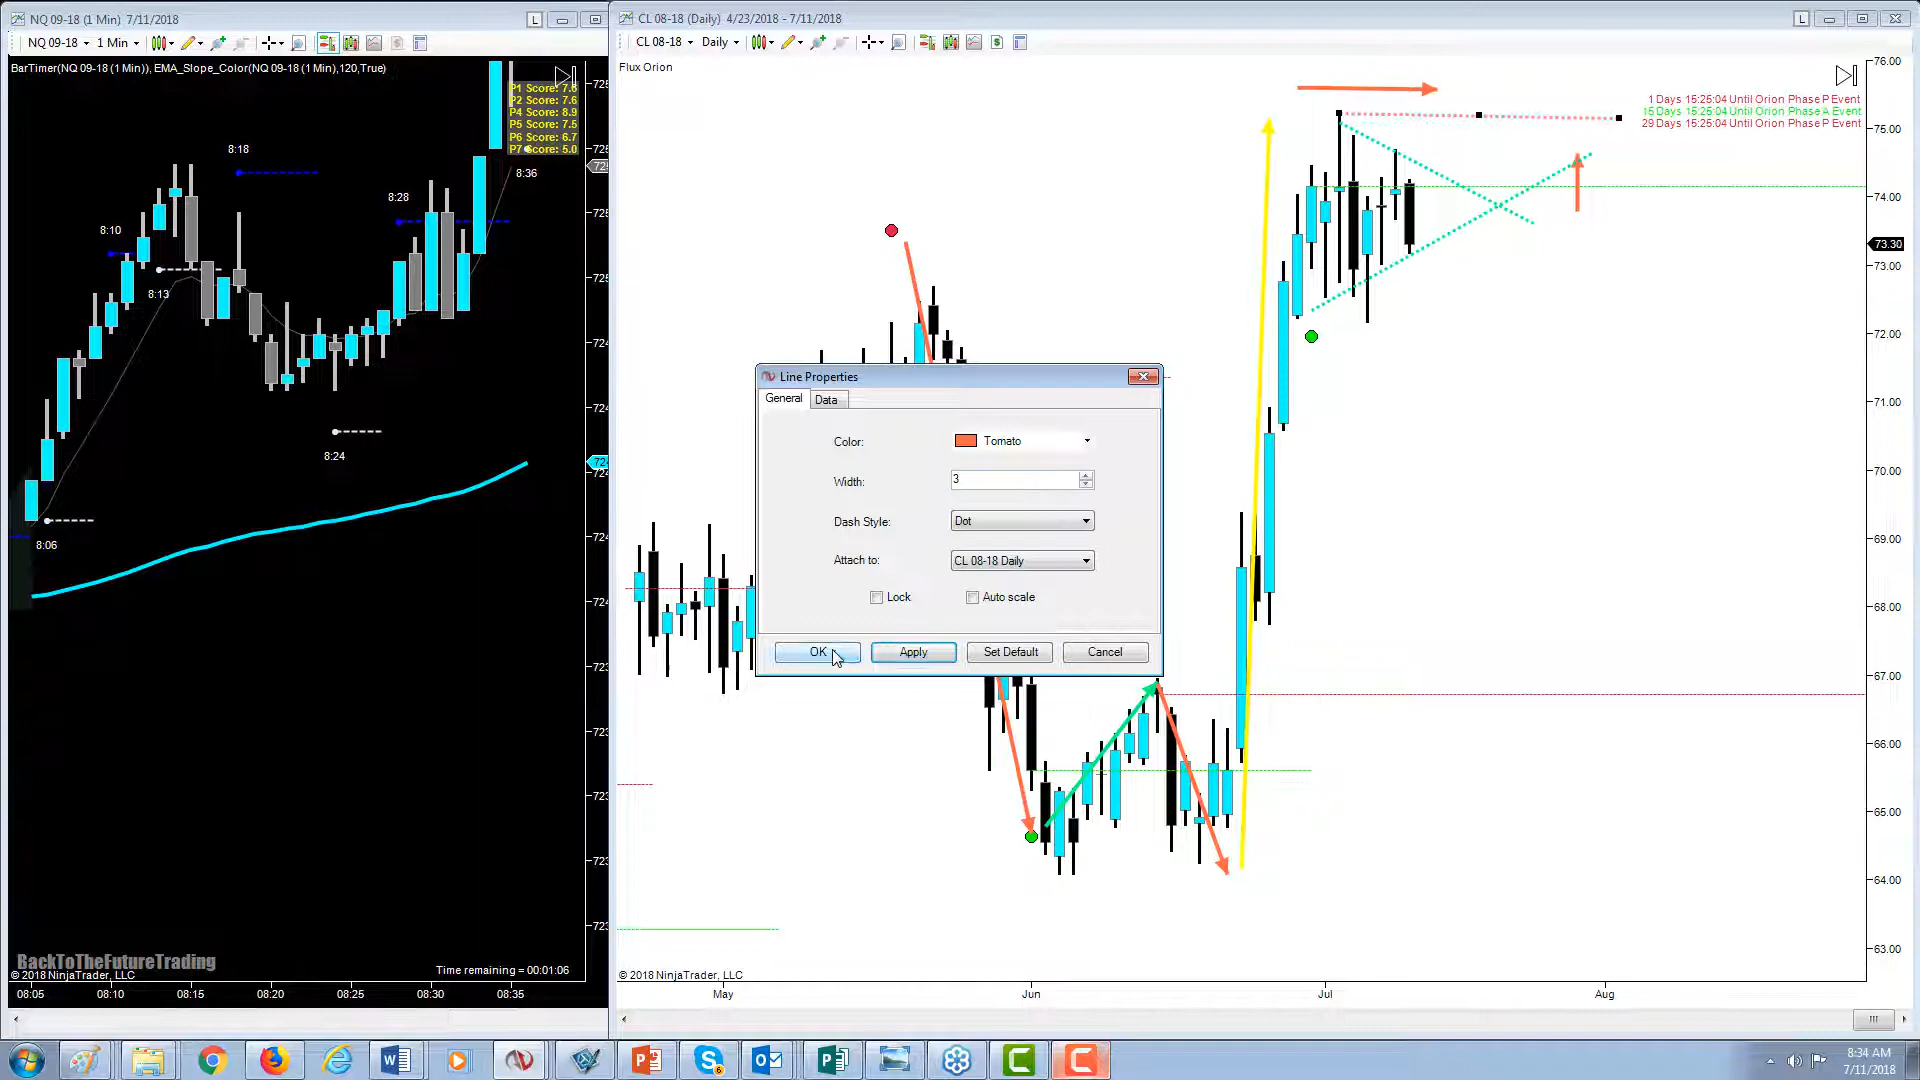 NQ 09-18 (1 Min)  7/11/2018
L
NQ 09-18
1 Min
BarTimer(NQ 09-18 (1 Min)), EMA_Slope_Color(NQ 09-18 (1 Min),120,True)
P1 Score: 7.6
P2 Score: 7.6
P4 Score: 8.9
P5 Score: 7.5
P6 Score: 6.7
P7 Score: 5.0
8:18
8:36
8:28
8:10
8:13
8:24
8:06
BackToTheFutureTrading
© 2018 NinjaTrader, LLC
Time remaining = 00:01:06
08:05
08:10
08:15
08:20
08:25
08:30
08:35
CL 08-18 (Daily)  4/23/2018 - 7/11/2018
L
CL 08-18
Daily
Flux Orion
1 Days 15:25:04 Until Orion Phase P Event
15 Days 15:25:04 Until Orion Phase A Event
29 Days 15:25:04 Until Orion Phase P Event
76.00
75.00
74.00
73.30
73.00
72.00
71.00
70.00
69.00
68.00
67.00
66.00
65.00
64.00
63.00
Line Properties
General
Data
Color:
Tomato
Width:
3
Dash Style:
Dot
Attach to:
CL 08-18 Daily
Lock
Auto scale
OK
Apply
Set Default
Cancel
© 2018 NinjaTrader, LLC
May
Jun
Jul
Aug
8:34 AM
7/11/2018